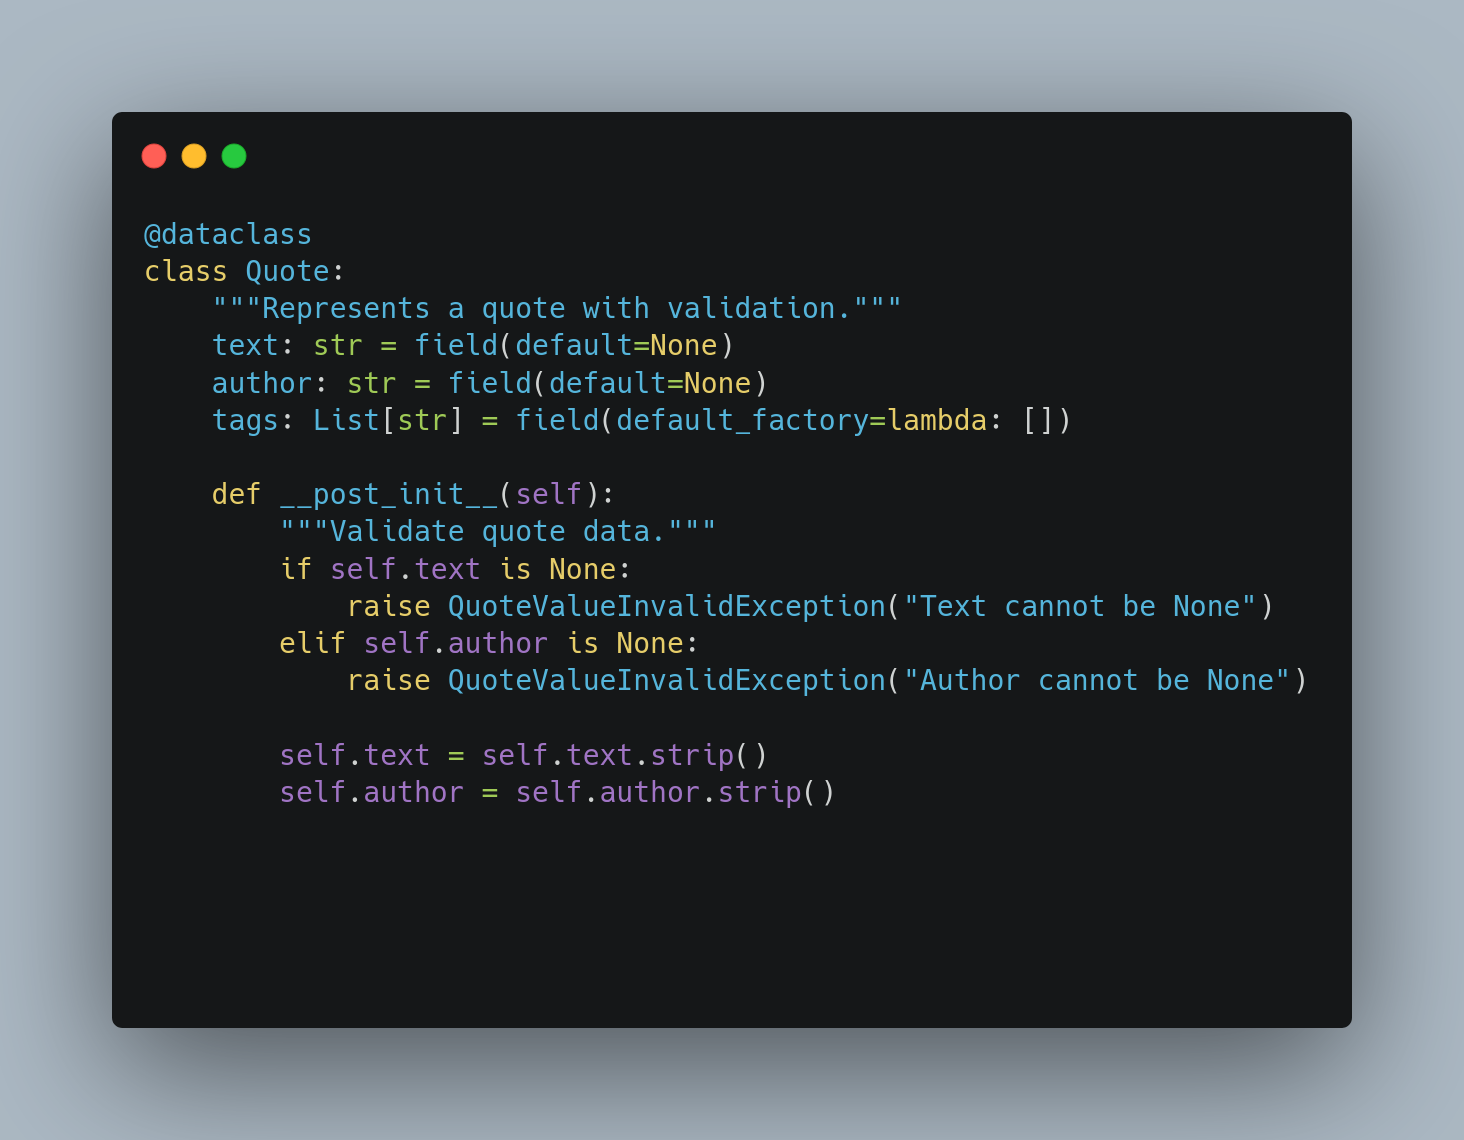 @dataclass
class Quote:
    """Represents a quote with validation."""
    text: str = field(default=None)
    author: str = field(default=None)
    tags: List[str] = field(default_factory=lambda: [])

    def __post_init__(self):
        """Validate quote data."""
        if self.text is None:
            raise QuoteValueInvalidException("Text cannot be None")
        elif self.author is None:
            raise QuoteValueInvalidException("Author cannot be None")

        self.text = self.text.strip()
        self.author = self.author.strip()